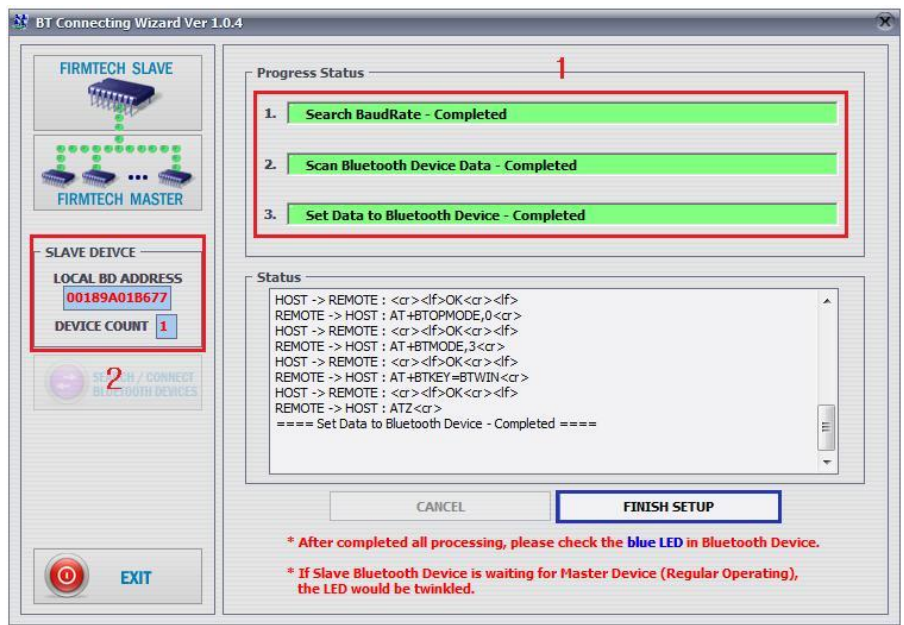 BT Connecting Wizard Ver 1.0.4
FIRMTECH SLAVE
FIRMTECH MASTER
SLAVE DEIVCE
LOCAL BD ADDRESS
00189A01B677
DEVICE COUNT 1
2
SEARCH / CONNECT
BLUETOOTH DEVICES
EXIT
Progress Status
1
1. Search BaudRate - Completed
2. Scan Bluetooth Device Data - Completed
3. Set Data to Bluetooth Device - Completed
Status
HOST -> REMOTE : <cr><lf>OK<cr><lf>
REMOTE -> HOST : AT+BTOPMODE,0<cr>
HOST -> REMOTE : <cr><lf>OK<cr><lf>
REMOTE -> HOST : AT+BTMODE,3<cr>
HOST -> REMOTE : <cr><lf>OK<cr><lf>
REMOTE -> HOST : AT+BTKEY=BTWIN<cr>
HOST -> REMOTE : <cr><lf>OK<cr><lf>
REMOTE -> HOST : ATZ<cr>
==== Set Data to Bluetooth Device - Completed ====
CANCEL
FINISH SETUP
* After completed all processing, please check the blue LED in Bluetooth Device.
* If Slave Bluetooth Device is waiting for Master Device (Regular Operating),
the LED would be twinkled.